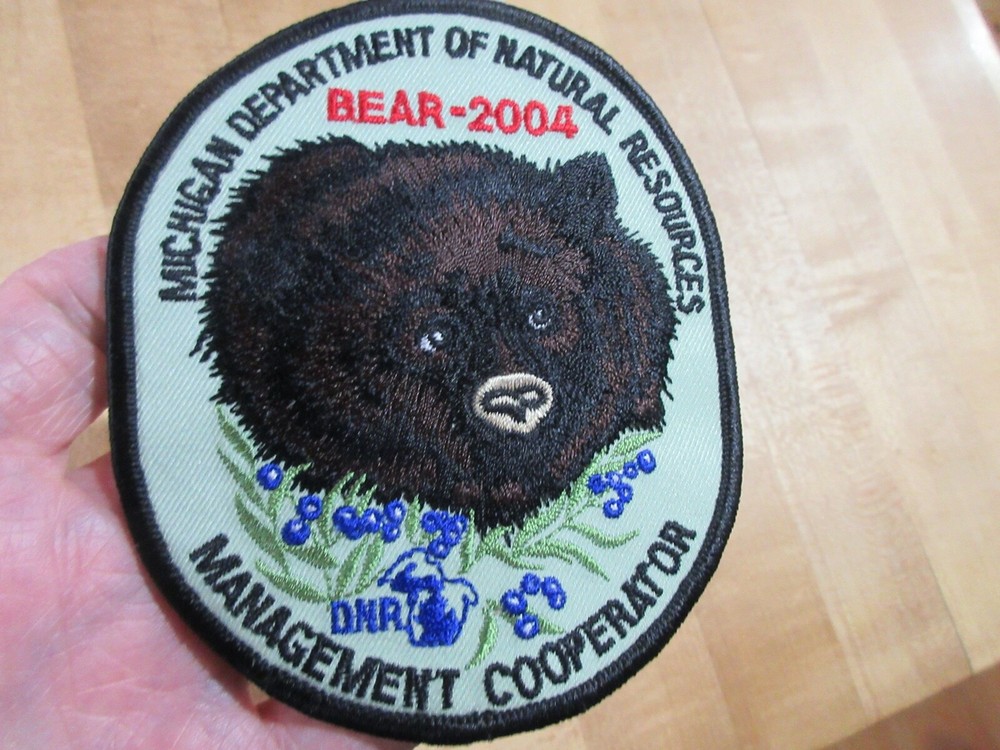 MICHIGAN DEPARTMENT OF NATURAL RESOURCES
BEAR-2004
DNR
MANAGEMENT COOPERATOR